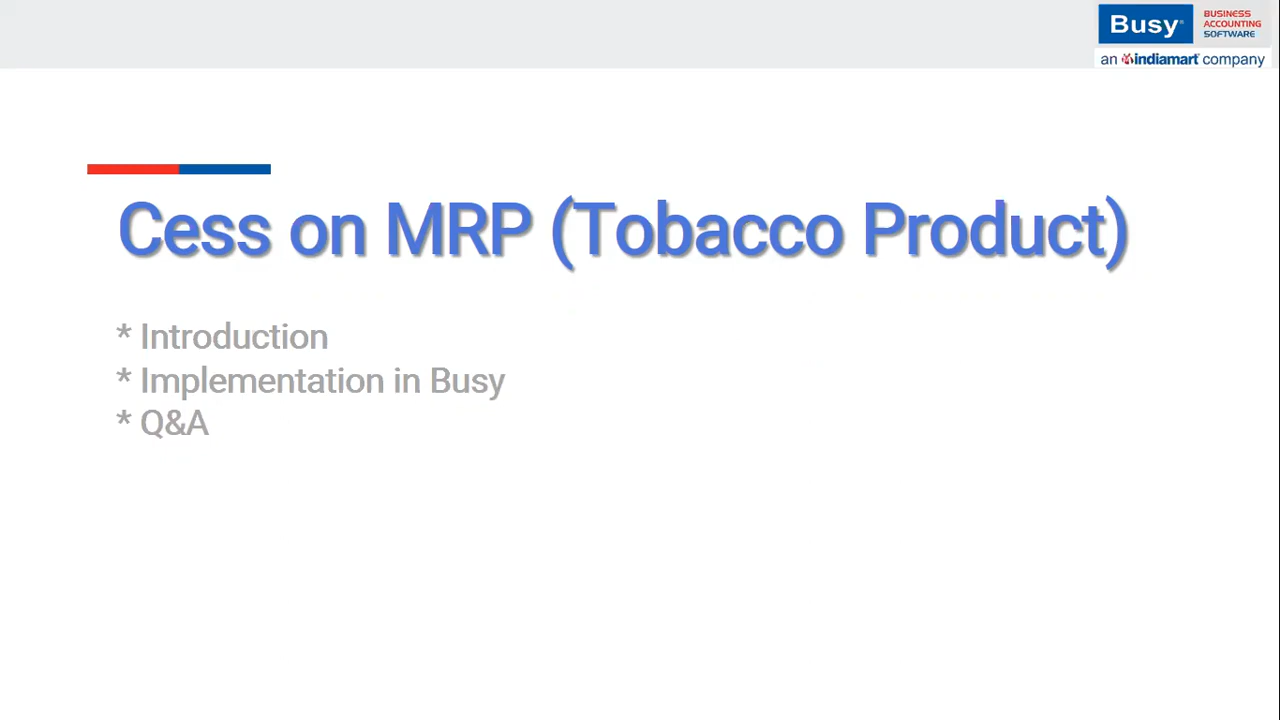 Busy
BUSINESS
ACCOUNTING
SOFTWARE
an indiamart company
Cess on MRP (Tobacco Product)
* Introduction
* Implementation in Busy
* Q&A